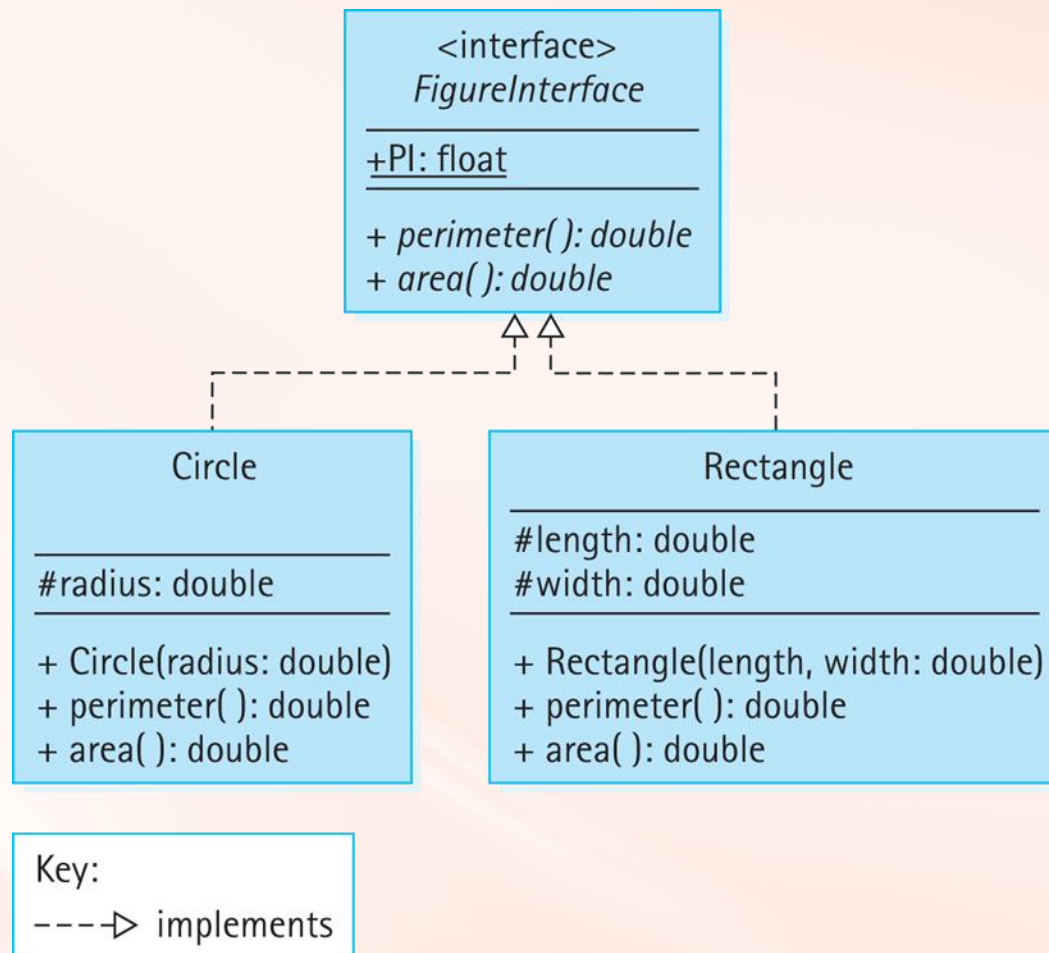 <interface>
FigureInterface
+PI: float
+ perimeter( ): double
+ area( ): double
Circle
#radius: double
+ Circle(radius: double)
+ perimeter( ): double
+ area( ): double
Rectangle
#length: double
#width: double
+ Rectangle(length, width: double)
+ perimeter( ): double
+ area( ): double
Key:
implements